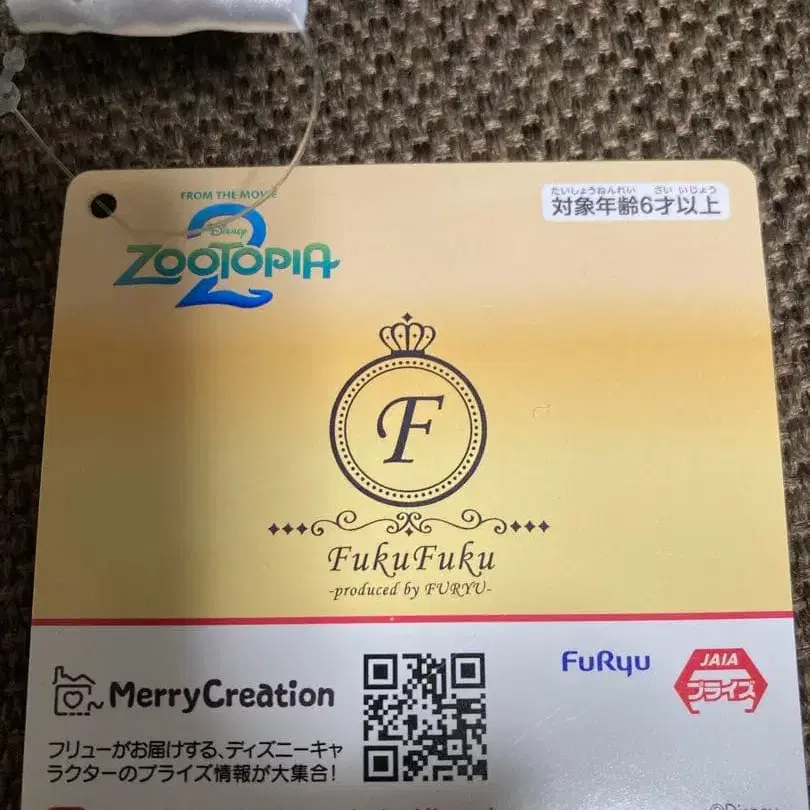 FROM THE MOVIE
Disney
ZOOTOPIA
2
たいしょうねんれい さい いじょう
対象年齢6才以上
F
FukuFuku
-produced by FURYU-
MerryCreation
フリューがお届けする、ディズニーキャ
ラクターのプライズ情報が大集合!
FuRyu
JAIA
プライズ
©Disney